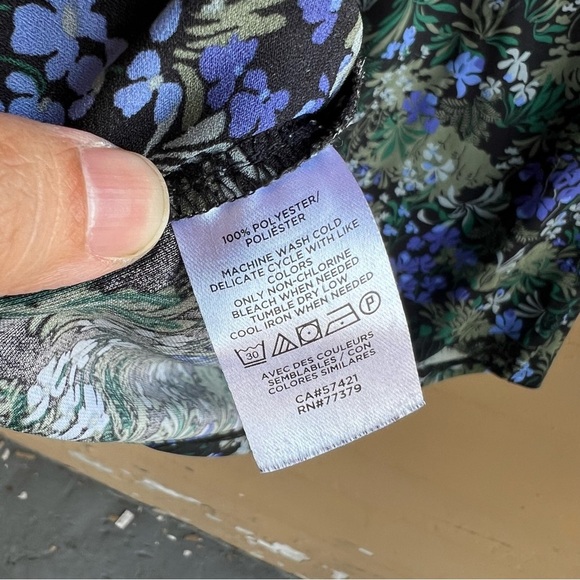 100% POLYESTER/
POLIÉSTER
MACHINE WASH COLD
DELICATE CYCLE WITH LIKE
COLORS
ONLY NON-CHLORINE
BLEACH WHEN NEEDED
TUMBLE DRY LOW
COOL IRON WHEN NEEDED
30 P
AVEC DES COULEURS
SEMBLABLES / CON
COLORES SIMILARES
CA#57421
RN#77379